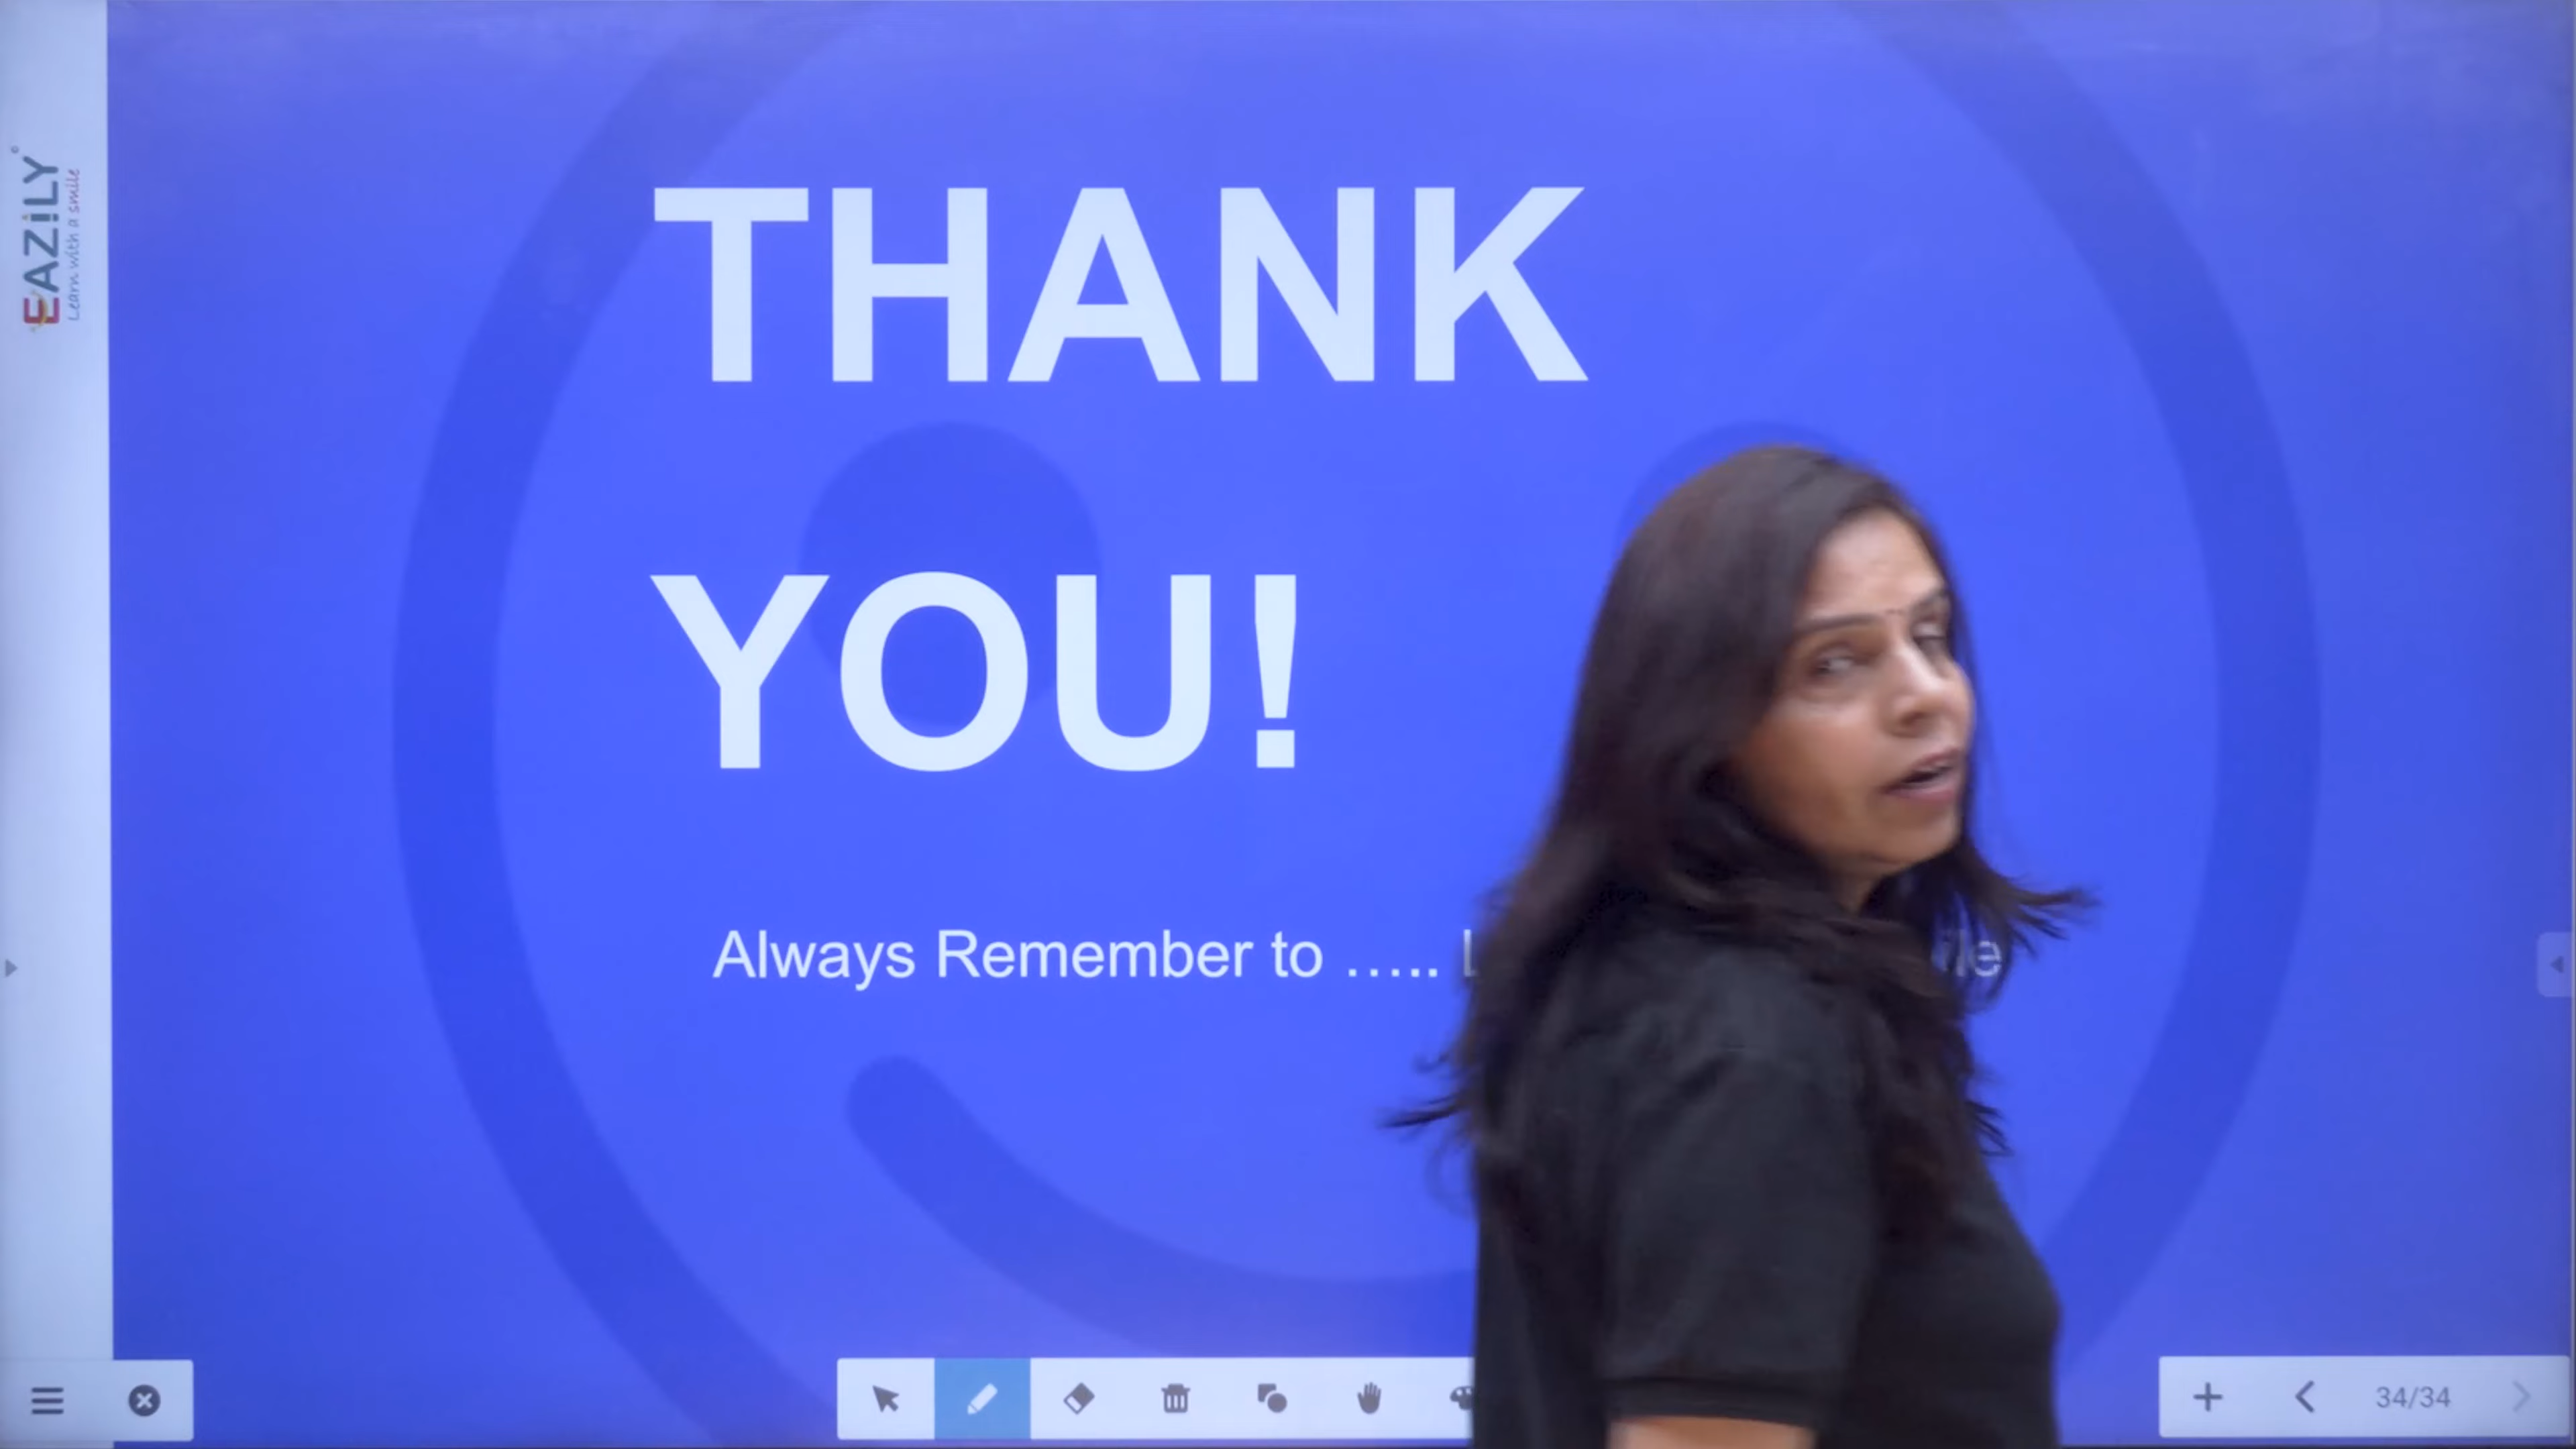 EAZiLY
Learn with a smile
THANK
YOU!
Always Remember to .....
34/34